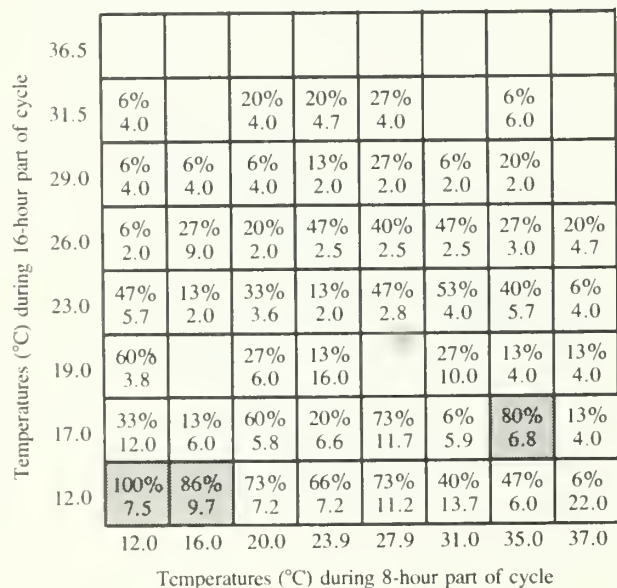 Temperatures (°C) during 16-hour part of cycle
36.5
31.5 6% 20% 20% 27% 6%
4.0 4.0 4.7 4.0 6.0
29.0 6% 6% 6% 13% 27% 6% 20%
4.0 4.0 4.0 2.0 2.0 2.0 2.0
26.0 6% 27% 20% 47% 40% 47% 27% 20%
2.0 9.0 2.0 2.5 2.5 2.5 3.0 4.7
23.0 47% 13% 33% 13% 47% 53% 40% 6%
5.7 2.0 3.6 2.0 2.8 4.0 5.7 4.0
19.0 60% 27% 13% 27% 13% 13%
3.8 6.0 16.0 10.0 4.0 4.0
17.0 33% 13% 60% 20% 73% 6% 80% 13%
12.0 6.0 5.8 6.6 11.7 5.9 6.8 4.0
12.0 100% 86% 73% 66% 73% 40% 47% 6%
7.5 9.7 7.2 7.2 11.2 13.7 6.0 22.0
12.0 16.0 20.0 23.9 27.9 31.0 35.0 37.0
Temperatures (°C) during 8-hour part of cycle